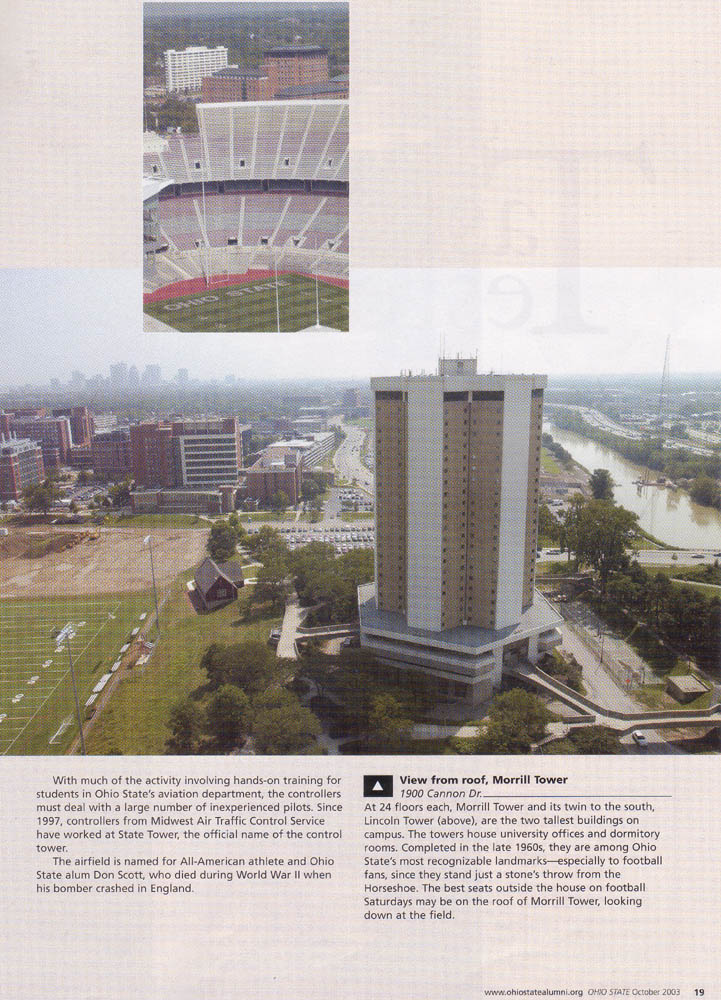 OHIO STATE
With much of the activity involving hands-on training for
students in Ohio State's aviation department, the controllers
must deal with a large number of inexperienced pilots. Since
1997, controllers from Midwest Air Traffic Control Service
have worked at State Tower, the official name of the control
tower.
The airfield is named for All-American athlete and Ohio
State alum Don Scott, who died during World War II when
his bomber crashed in England.
View from roof, Morrill Tower
1900 Cannon Dr.
At 24 floors each, Morrill Tower and its twin to the south,
Lincoln Tower (above), are the two tallest buildings on
campus. The towers house university offices and dormitory
rooms. Completed in the late 1960s, they are among Ohio
State's most recognizable landmarks—especially to football
fans, since they stand just a stone's throw from the
Horseshoe. The best seats outside the house on football
Saturdays may be on the roof of Morrill Tower, looking
down at the field.
www.ohiostatealumni.org OHIO STATE October 2003 19